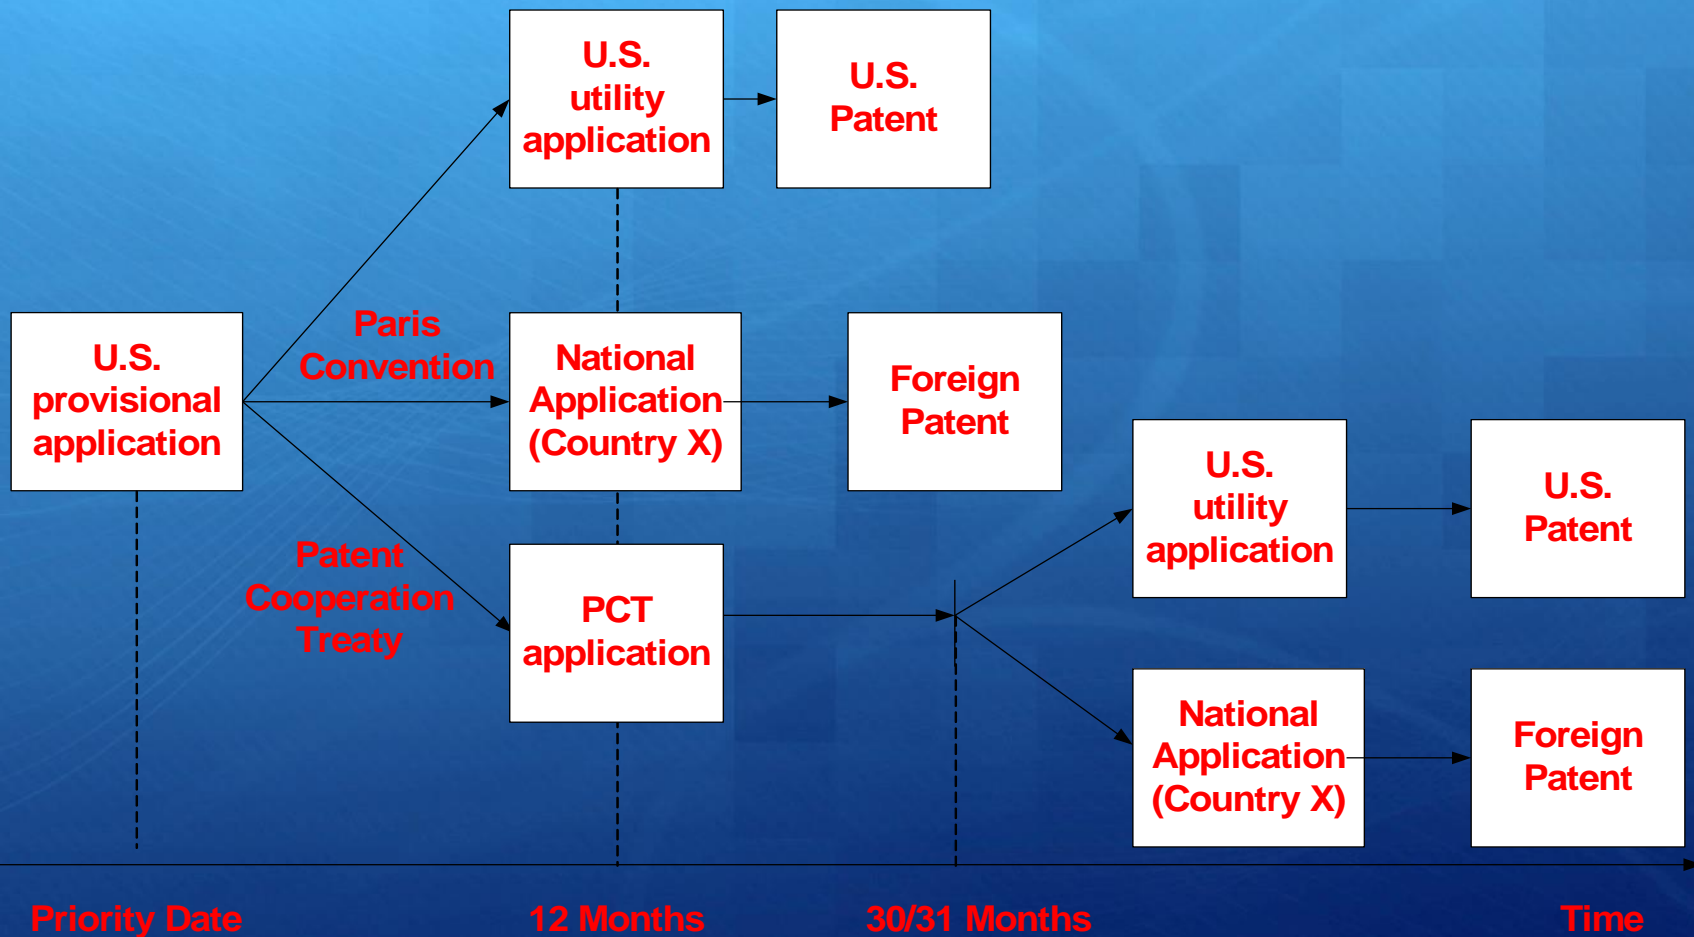 U.S.
utility
application
U.S.
Patent
U.S.
provisional
application
Paris
Convention
National
Application
(Country X)
Foreign
Patent
Patent
Cooperation
Treaty
PCT
application
U.S.
utility
application
U.S.
Patent
National
Application
(Country X)
Foreign
Patent
Priority Date
12 Months
30/31 Months
Time